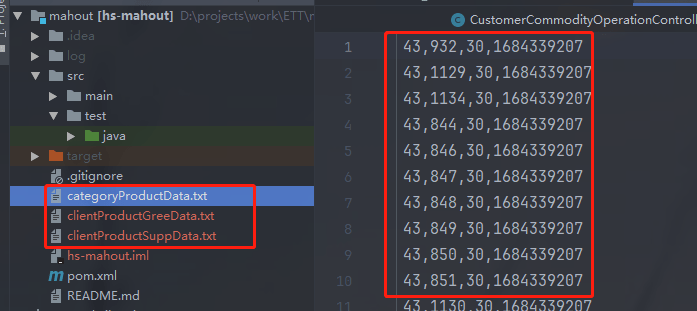 mahout [hs-mahout] D:\projects\work\ETT\r
.idea
log
src
main
test
java
target
.gitignore
categoryProductData.txt
clientProductGreeData.txt
clientProductSuppData.txt
hs-mahout.iml
pom.xml
README.md
CustomerCommodityOperationControll
1 43,932,30,1684339207
2 43,1129,30,1684339207
3 43,1134,30,1684339207
4 43,844,30,1684339207
5 43,846,30,1684339207
6 43,847,30,1684339207
7 43,848,30,1684339207
8 43,849,30,1684339207
9 43,850,30,1684339207
10 43,851,30,1684339207
11 43,1130,30,1684339207